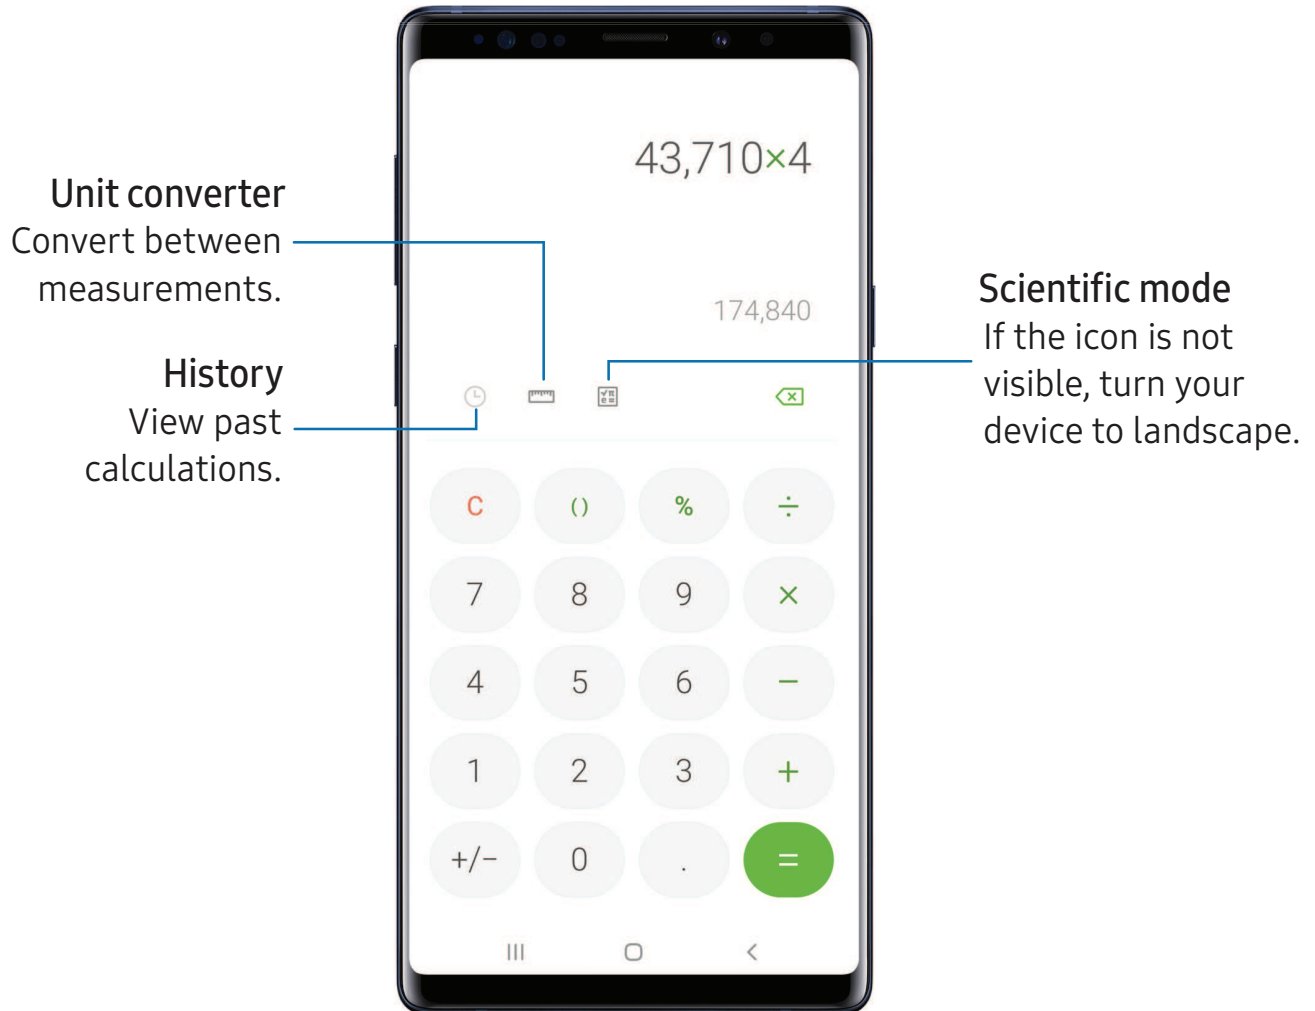 43,710×4
Unit converter
Convert between
measurements.
174,840
Scientific mode
If the icon is not
visible, turn your
device to landscape.
History
View past
calculations.
√π
e =
C
()
%
÷
7
8
9
×
4
5
6
−
1
2
3
+
+/−
0
.
=